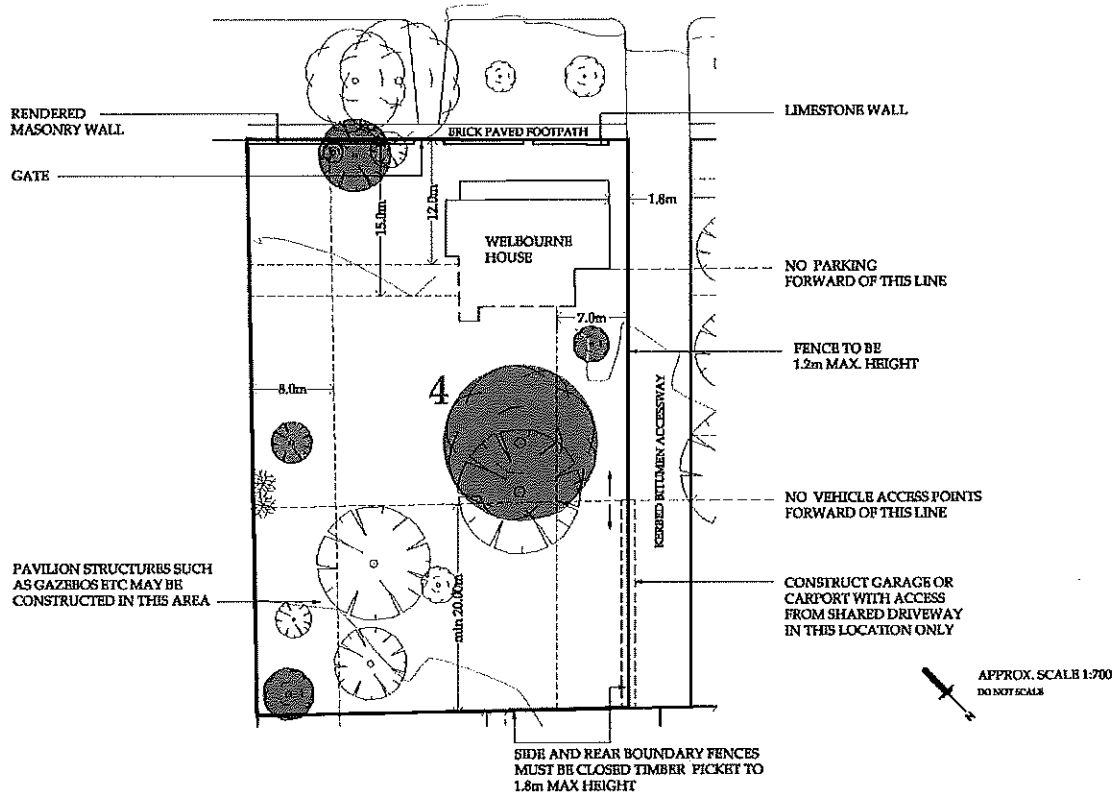 RENDERED
MASONRY WALL
BRICK PAVED FOOTPATH
LIMESTONE WALL
GATE
15.0m
12.0m
1.8m
WELBOURNE
HOUSE
NO PARKING
FORWARD OF THIS LINE
7.0m
FENCE TO BE
1.2m MAX. HEIGHT
8.0m
4
KERBED BITUMEN ACCESSWAY
NO VEHICLE ACCESS POINTS
FORWARD OF THIS LINE
PAVILION STRUCTURES SUCH
AS GAZEBOS ETC MAY BE
CONSTRUCTED IN THIS AREA
min 20.00m
CONSTRUCT GARAGE OR
CARPORT WITH ACCESS
FROM SHARED DRIVEWAY
IN THIS LOCATION ONLY
APPROX. SCALE 1:700
DO NOT SCALE
N
SIDE AND REAR BOUNDARY FENCES
MUST BE CLOSED TIMBER PICKET TO
1.8m MAX HEIGHT